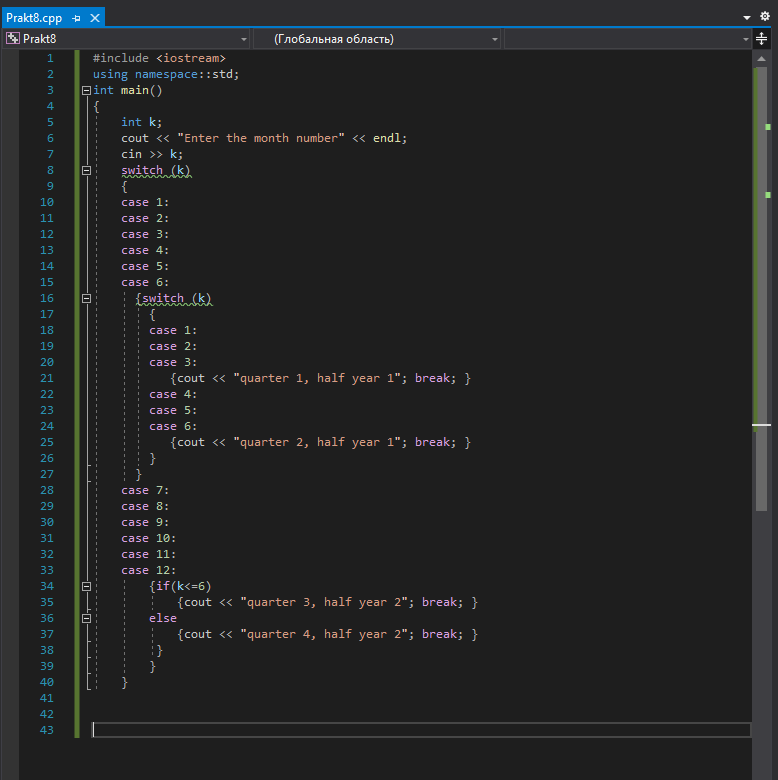 Prakt8.cpp
Prakt8 (Глобальная область)
1 #include <iostream>
2 using namespace::std;
3 int main()
4 {
5 int k;
6 cout << "Enter the month number" << endl;
7 cin >> k;
8 switch (k)
9 {
10 case 1:
11 case 2:
12 case 3:
13 case 4:
14 case 5:
15 case 6:
16 {switch (k)
17 {
18 case 1:
19 case 2:
20 case 3:
21 {cout << "quarter 1, half year 1"; break; }
22 case 4:
23 case 5:
24 case 6:
25 {cout << "quarter 2, half year 1"; break; }
26 }
27 }
28 case 7:
29 case 8:
30 case 9:
31 case 10:
32 case 11:
33 case 12:
34 {if(k<=6)
35 {cout << "quarter 3, half year 2"; break; }
36 else
37 {cout << "quarter 4, half year 2"; break; }
38 }
39 }
40 }
41
42
43